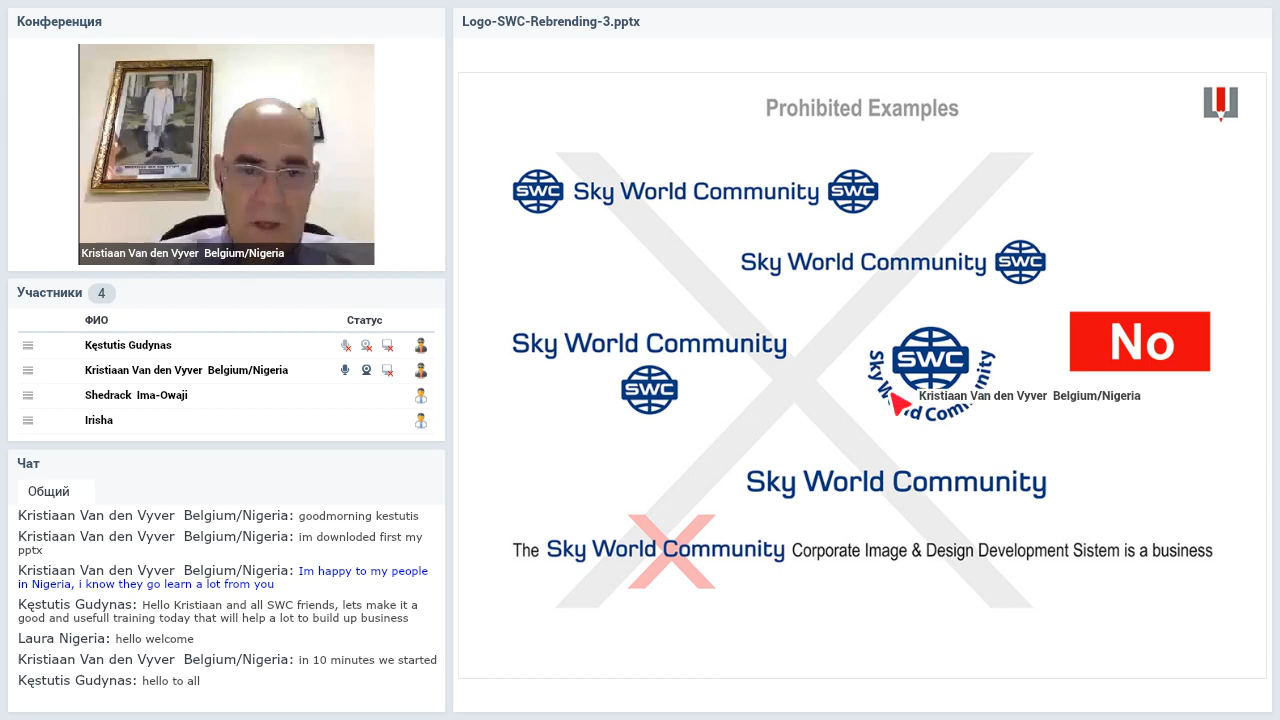 Конференция
Kristiaan Van den Vyver Belgium/Nigeria
Участники 4
ФИО Статус
Kęstutis Gudynas
Kristiaan Van den Vyver Belgium/Nigeria
Shedrack Ima-Owaji
Irisha
Чат
Общий
Kristiaan Van den Vyver Belgium/Nigeria: goodmorning kestutis
Kristiaan Van den Vyver Belgium/Nigeria: im downloded first my
pptx
Kristiaan Van den Vyver Belgium/Nigeria: Im happy to my people
in Nigeria, i know they go learn a lot from you
Kęstutis Gudynas: Hello Kristiaan and all SWC friends, lets make it a
good and usefull training today that will help a lot to build up business
Laura Nigeria: hello welcome
Kristiaan Van den Vyver Belgium/Nigeria: in 10 minutes we started
Kęstutis Gudynas: hello to all
Logo-SWC-Rebrending-3.pptx
Prohibited Examples
SWC Sky World Community SWC
Sky World Community SWC
Sky World Community
SWC
SWC
Sky World Community
No
Kristiaan Van den Vyver Belgium/Nigeria
Sky World Community
The Sky World Community Corporate Image & Design Development Sistem is a business